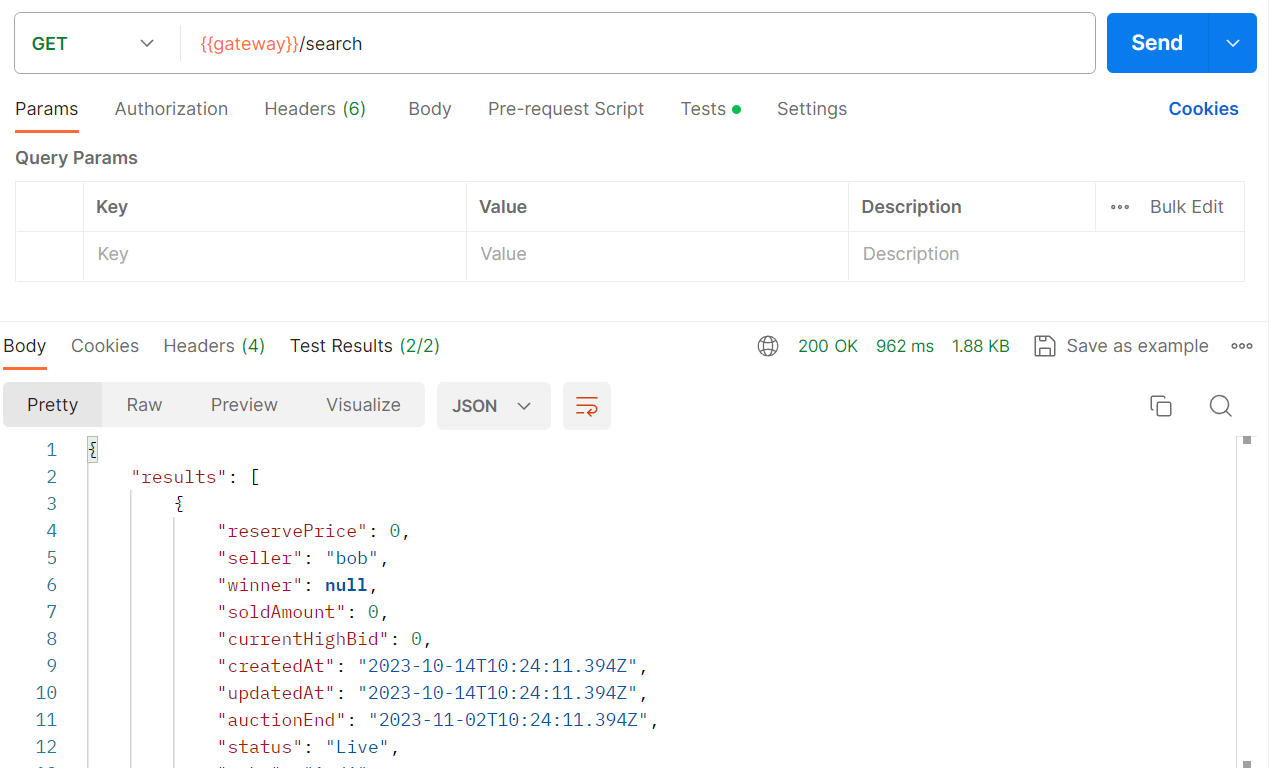 GET {{gateway}}/search Send
Params Authorization Headers (6) Body Pre-request Script Tests Settings Cookies
Query Params
Key Value Description Bulk Edit
Key Value Description
Body Cookies Headers (4) Test Results (2/2) 200 OK 962 ms 1.88 KB Save as example
Pretty Raw Preview Visualize JSON
1 {
2 "results": [
3 {
4 "reservePrice": 0,
5 "seller": "bob",
6 "winner": null,
7 "soldAmount": 0,
8 "currentHighBid": 0,
9 "createdAt": "2023-10-14T10:24:11.394Z",
10 "updatedAt": "2023-10-14T10:24:11.394Z",
11 "auctionEnd": "2023-11-02T10:24:11.394Z",
12 "status": "Live",